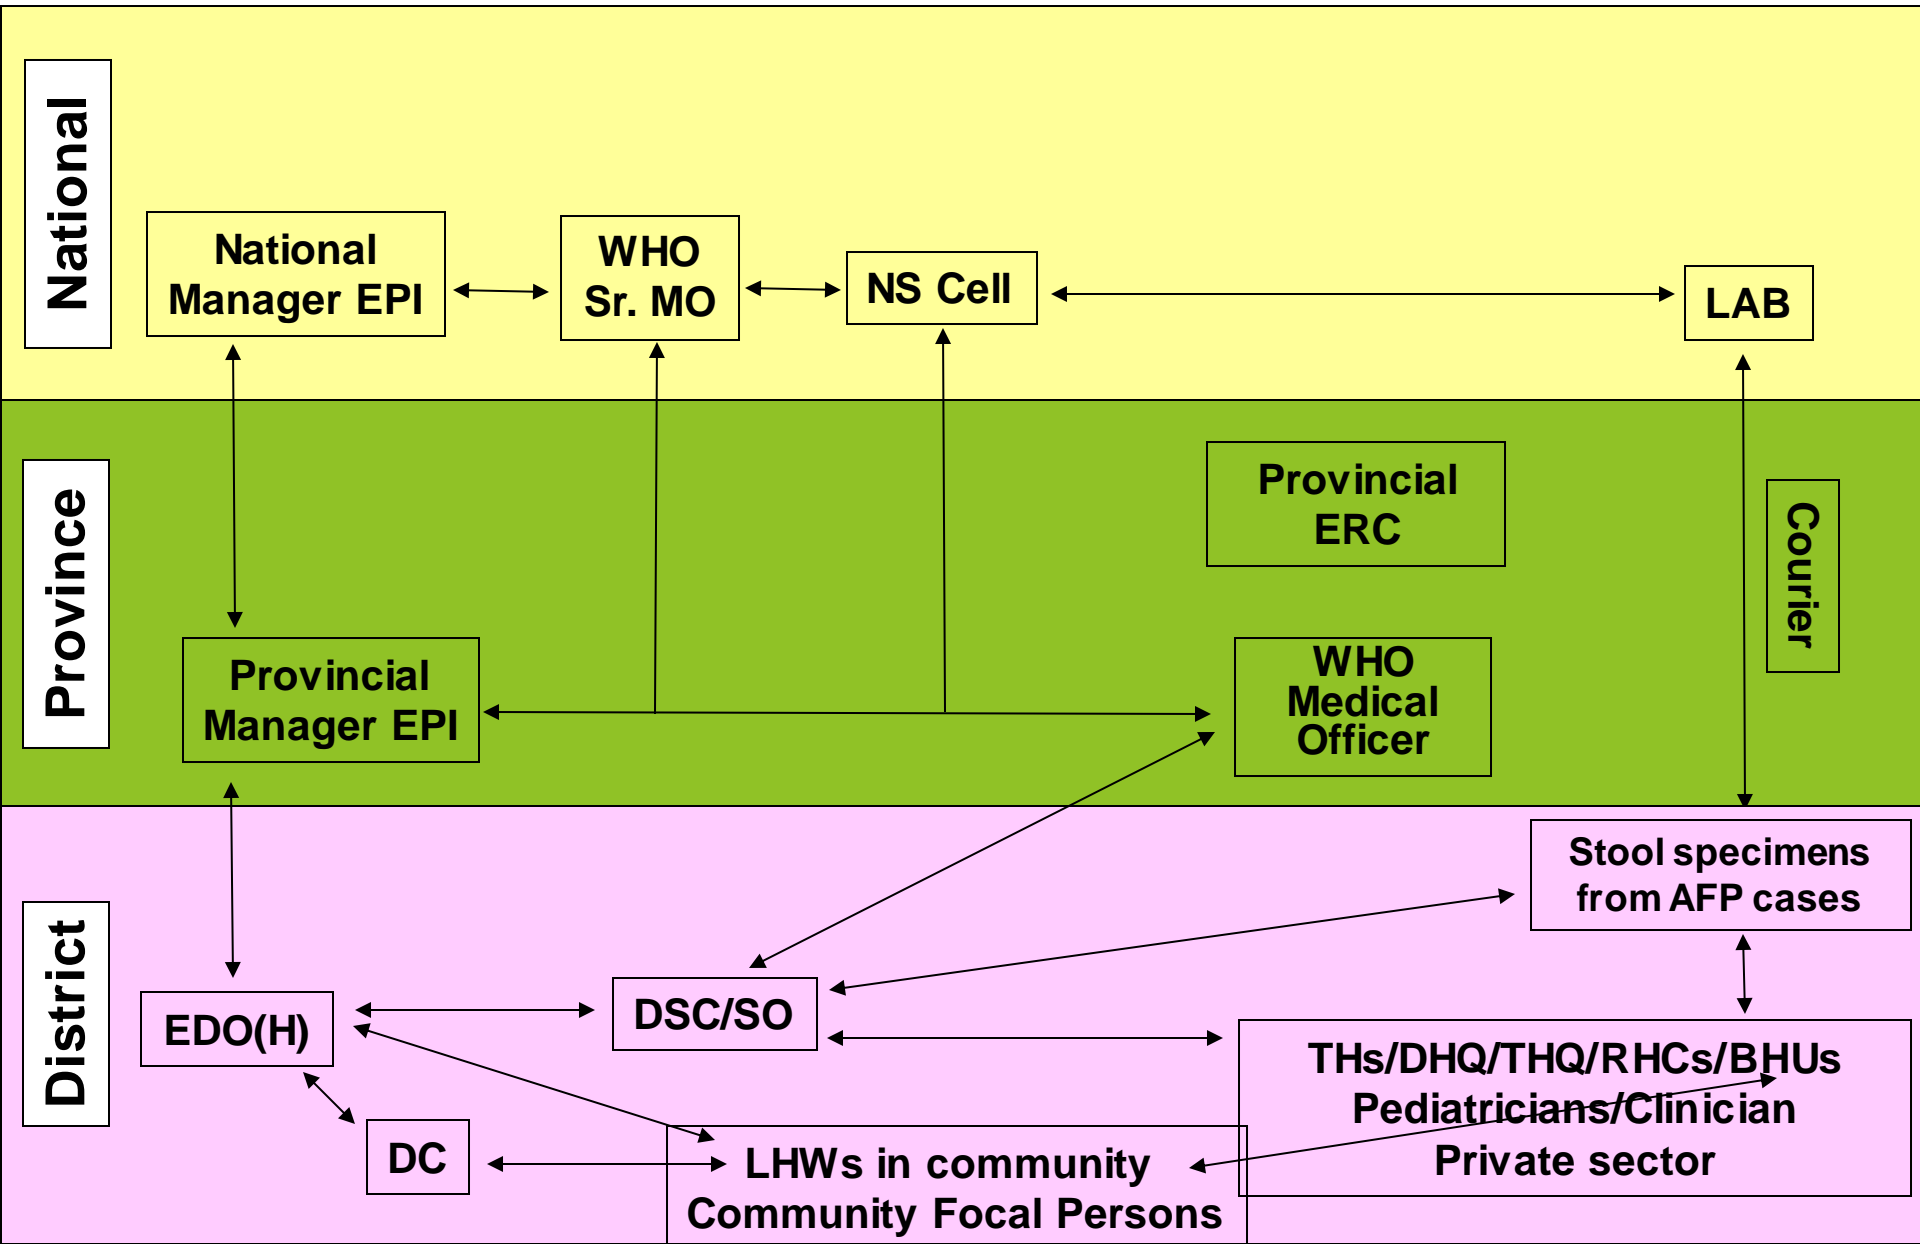 National
National
Manager EPI
WHO
Sr. MO
NS Cell
LAB
Province
Provincial
ERC
Courier
Provincial
Manager EPI
WHO
Medical
Officer
District
Stool specimens
from AFP cases
EDO(H)
DSC/SO
THs/DHQ/THQ/RHCs/BHUs
Pediatricians/Clinician
Private sector
DC
LHWs in community
Community Focal Persons